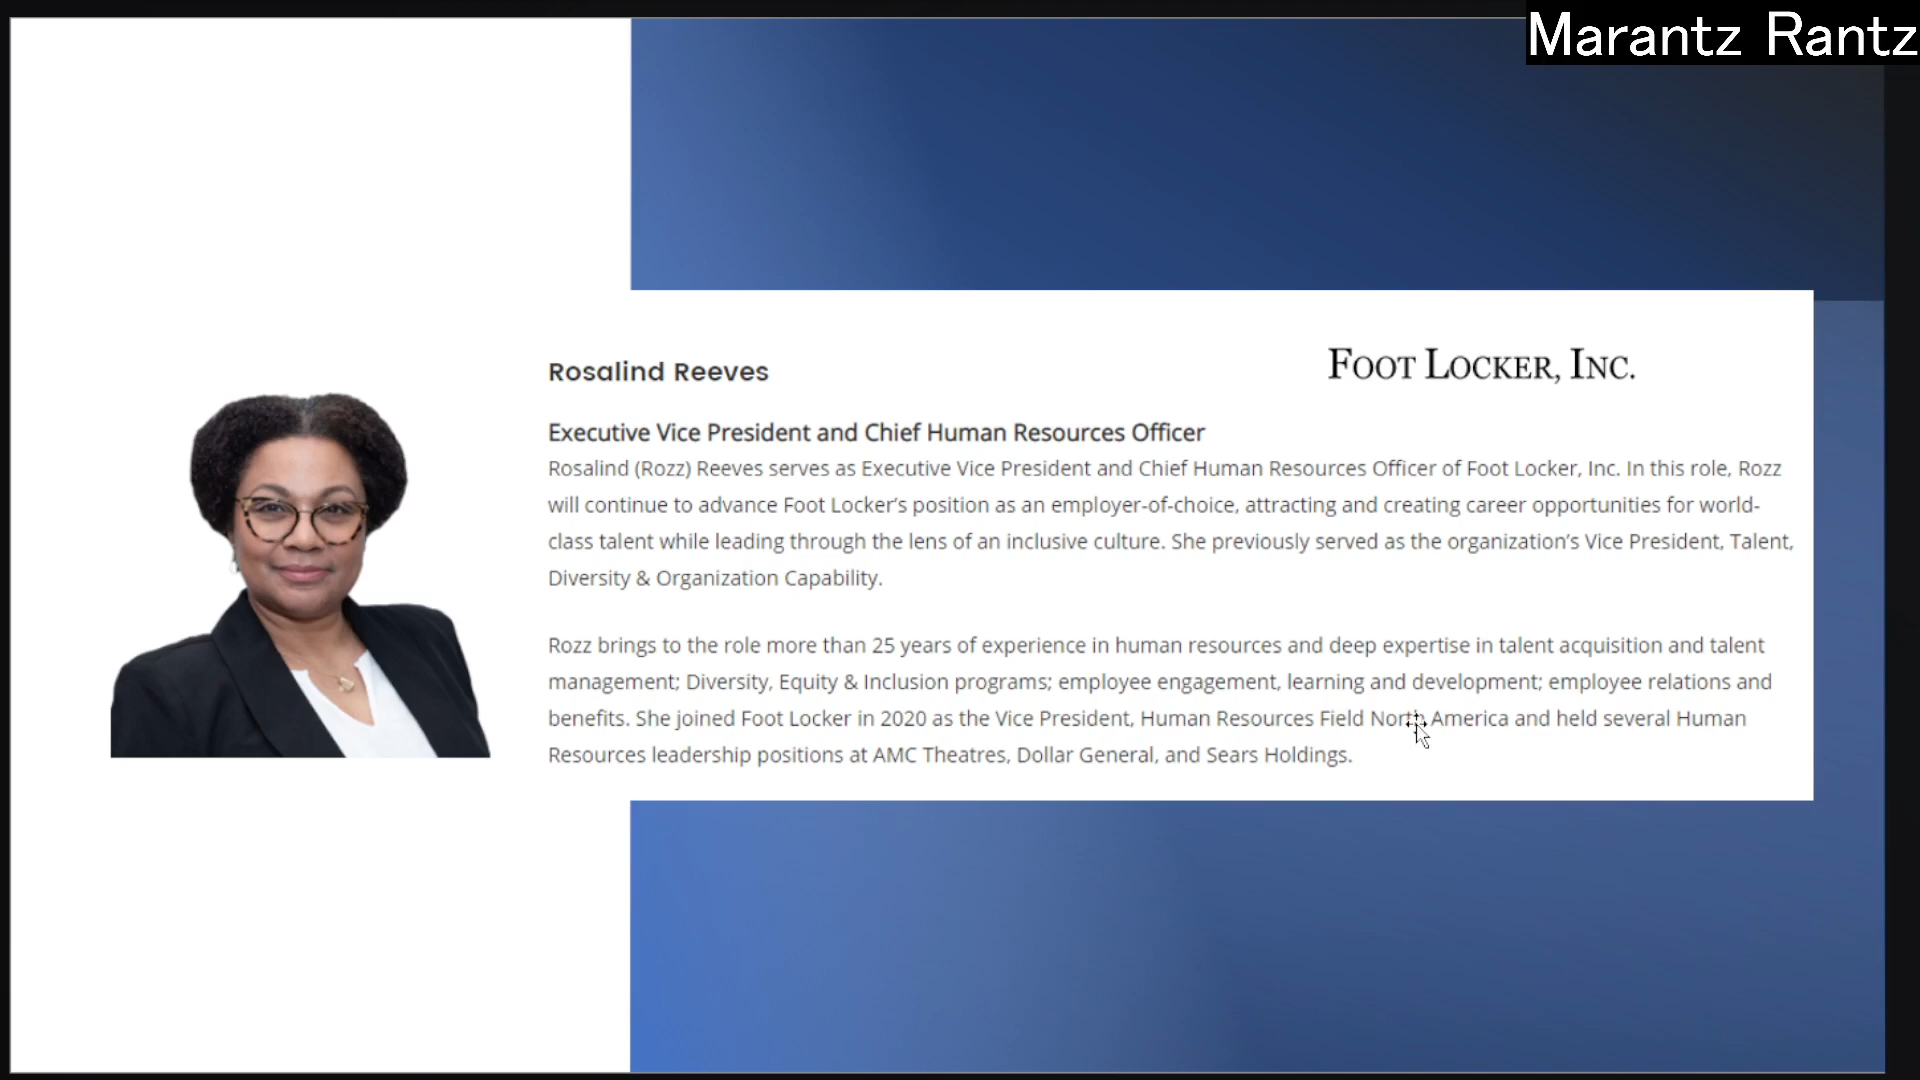 Marantz Rantz
Rosalind Reeves
FOOT LOCKER, INC.
Executive Vice President and Chief Human Resources Officer
Rosalind (Rozz) Reeves serves as Executive Vice President and Chief Human Resources Officer of Foot Locker, Inc. In this role, Rozz
will continue to advance Foot Locker’s position as an employer-of-choice, attracting and creating career opportunities for world-
class talent while leading through the lens of an inclusive culture. She previously served as the organization’s Vice President, Talent,
Diversity & Organization Capability.
Rozz brings to the role more than 25 years of experience in human resources and deep expertise in talent acquisition and talent
management; Diversity, Equity & Inclusion programs; employee engagement, learning and development; employee relations and
benefits. She joined Foot Locker in 2020 as the Vice President, Human Resources Field North America and held several Human
Resources leadership positions at AMC Theatres, Dollar General, and Sears Holdings.